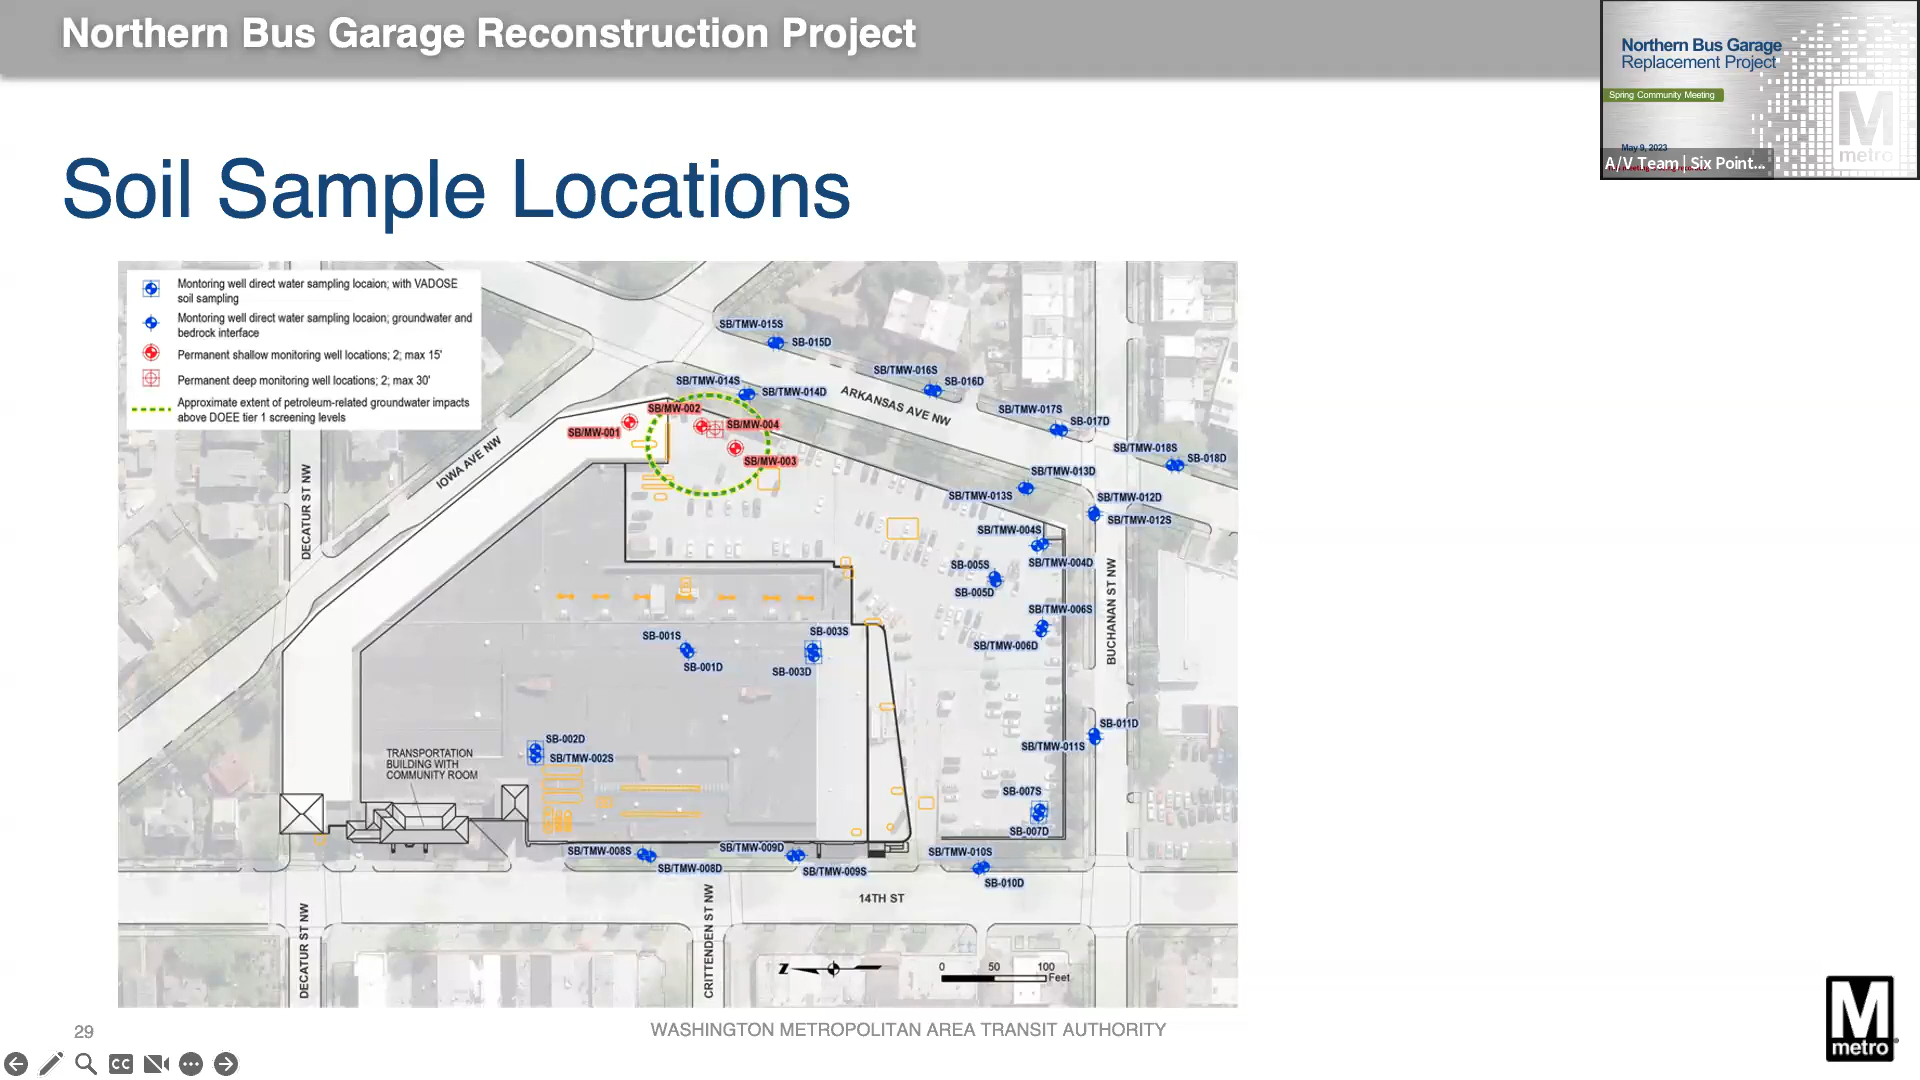 Northern Bus Garage Reconstruction Project
Northern Bus Garage
Replacement Project
Spring Community Meeting
May 9, 2023
A/V Team | Six Point...
M
metro
Soil Sample Locations
Montoring well direct water sampling locaion; with VADOSE
soil sampling
Montoring well direct water sampling locaion; groundwater and
bedrock interface
Permanent shallow monitoring well locations; 2; max 15'
Permanent deep monitoring well locations; 2; max 30'
Approximate extent of petroleum-related groundwater impacts
above DOEE tier 1 screening levels
SB/TMW-015S
SB-015D
SB/TMW-016S
SB-016D
SB/TMW-014S
SB/TMW-014D
ARKANSAS AVE NW
SB/TMW-017S
SB-017D
SB/MW-002
SB/MW-004
SB/MW-001
SB/MW-003
SB/TMW-018S
SB-018D
IOWA AVE NW
DECATUR ST NW
SB/TMW-013D
SB/TMW-013S
SB/TMW-012D
SB/TMW-012S
SB/TMW-004S
SB/TMW-004D
SB-005S
SB-005D
SB/TMW-006S
SB/TMW-006D
BUCHANAN ST NW
SB-001S
SB-001D
SB-003S
SB-003D
SB-002D
SB/TMW-002S
SB-011D
SB/TMW-011S
TRANSPORTATION
BUILDING WITH
COMMUNITY ROOM
SB-007S
SB-007D
SB/TMW-008S
SB/TMW-008D
SB/TMW-009D
SB/TMW-009S
SB/TMW-010S
SB-010D
14TH ST
DECATUR ST NW
CRITTENDEN ST NW
Z
0 50 100
Feet
29
WASHINGTON METROPOLITAN AREA TRANSIT AUTHORITY
CC
M
metro